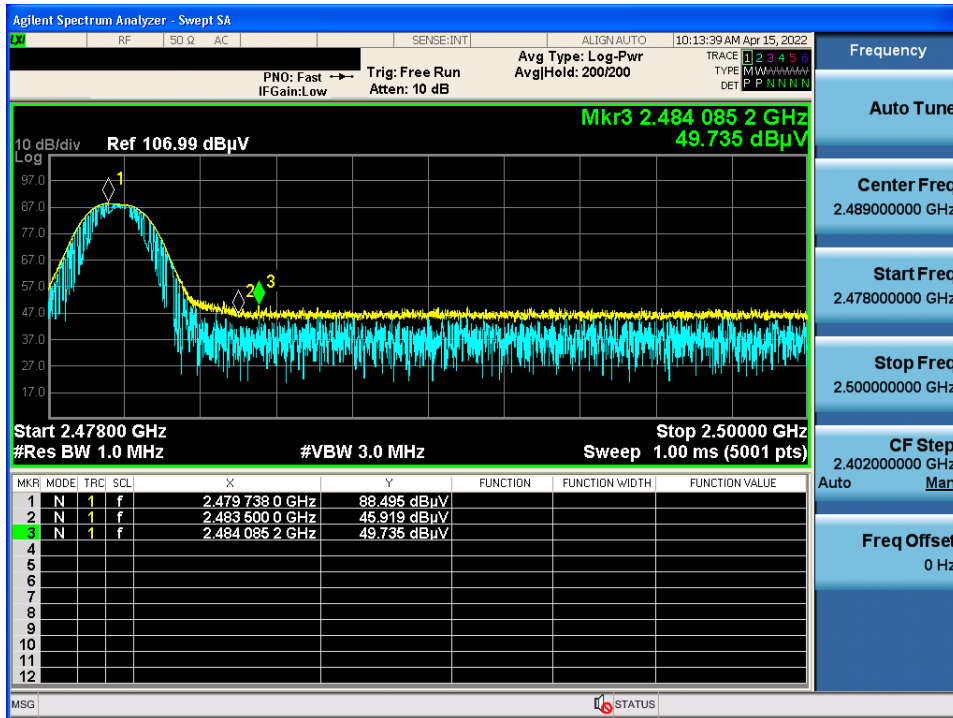 Agilent Spectrum Analyzer - Swept SA
LXI RF 50 Ω AC SENSE:INT ALIGN AUTO 10:13:39 AM Apr 15, 2022
Frequency
PNO: Fast
IFGain:Low
Trig: Free Run
Atten: 10 dB
Avg Type: Log-Pwr
Avg|Hold: 200/200
TRACE 1 2 3 4 5 6
TYPE M W W W W W
DET P P N N N N
Auto Tune
Mkr3 2.484 085 2 GHz
49.735 dBµV
10 dB/div
Log
Ref 106.99 dBµV
97.0
87.0
77.0
67.0
57.0
47.0
37.0
27.0
17.0
1
2
3
Start 2.47800 GHz
Stop 2.50000 GHz
#Res BW 1.0 MHz
#VBW 3.0 MHz
Sweep 1.00 ms (5001 pts)
Center Freq
2.489000000 GHz
Start Freq
2.478000000 GHz
Stop Freq
2.500000000 GHz
CF Step
2.402000000 GHz
Auto Man
Freq Offset
0 Hz
MKR MODE TRC SCL X Y FUNCTION FUNCTION WIDTH FUNCTION VALUE
1 N 1 f 2.479 738 0 GHz 88.495 dBµV
2 N 1 f 2.483 500 0 GHz 45.919 dBµV
3 N 1 f 2.484 085 2 GHz 49.735 dBµV
4
5
6
7
8
9
10
11
12
MSG
STATUS